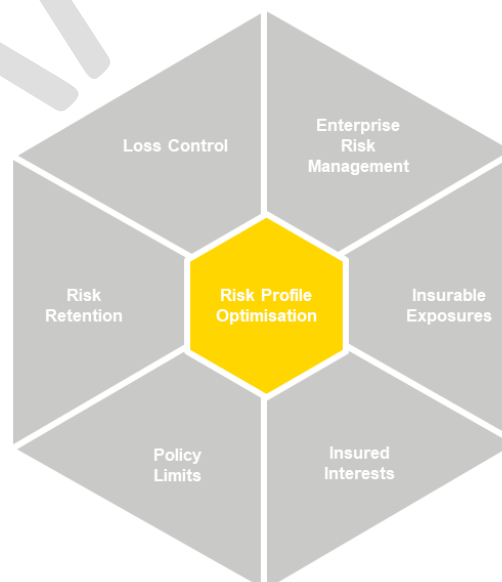 Loss Control
Enterprise
Risk
Management
Risk
Retention
Risk Profile
Optimisation
Insurable
Exposures
Policy
Limits
Insured
Interests